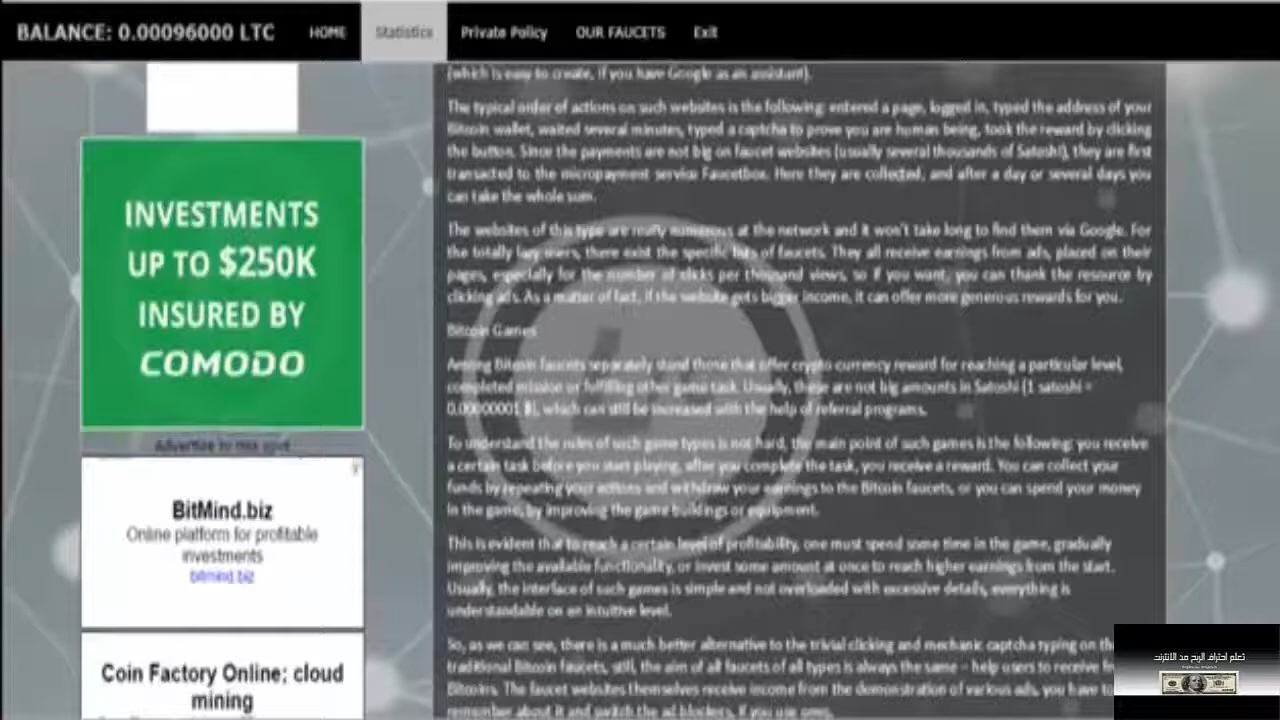 BALANCE: 0.00096000 LTC
HOME
Statistics
Private Policy
OUR FAUCETS
Exit
(which is easy to create, if you have Google as an assistant).
The typical order of actions on such websites is the following: entered a page, logged in, typed the address of your
Bitcoin wallet, waited several minutes, typed a captcha to prove you are human being, took the reward by clicking
the button. Since the payments are not big on faucet websites (usually several thousands of Satoshi), they are first
transacted to the micropayment service Faucetbox. Here they are collected, and after a day or several days you
can take the whole sum.
The websites of this type are really numerous at the network and it won't take long to find them via Google. For
the totally lazy users, there exist the specific lists of faucets. They all receive earnings from ads, placed on their
pages, especially for the number of clicks per thousand views, so if you want, you can thank the resource by
clicking ads. As a matter of fact, if the website gets bigger income, it can offer more generous rewards for you.
Bitcoin Games
Among Bitcoin faucets separately stand those that offer crypto currency reward for reaching a particular level,
completed mission or fulfilling other game task. Usually, these are not big amounts in Satoshi (1 satoshi =
0.00000001 ฿), which can still be increased with the help of referral programs.
To understand the rules of such game types is not hard, the main point of such games is the following: you receive
a certain task before you start playing, after you complete the task, you receive a reward. You can collect your
funds by repeating your actions and withdraw your earnings to the Bitcoin faucets, or you can spend your money
in the game, by improving the game buildings or equipment.
This is evident that to reach a certain level of profitability, one must spend some time in the game, gradually
improving the available functionality, or invest some amount at once to reach higher earnings from the start.
Usually, the interface of such games is simple and not overloaded with excessive details, everything is
understandable on an intuitive level.
So, as we can see, there is a much better alternative to the trivial clicking and mechanic captcha typing on
traditional Bitcoin faucets, still, the aim of all faucets of all types is always the same – help users to receive
Bitcoins. The faucet websites themselves receive income from the demonstration of various ads, you have to
remember about it and switch the ad blockers, if you use ones.
INVESTMENTS
UP TO $250K
INSURED BY
COMODO
Advertise in this spot
BitMind.biz
Online platform for profitable
investments
bitmind.biz
Coin Factory Online; cloud
mining
تعلم احتراف الربح مد الانترنت